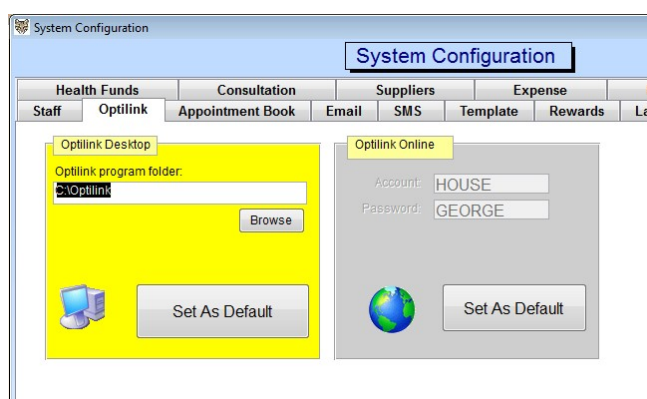 System Configuration
System Configuration
Health Funds Consultation Suppliers Expense
Staff Optilink Appointment Book Email SMS Template Rewards La
Optilink Desktop
Optilink program folder:
C:\Optilink
Browse
Set As Default
Optilink Online
Account: HOUSE
Password: GEORGE
Set As Default